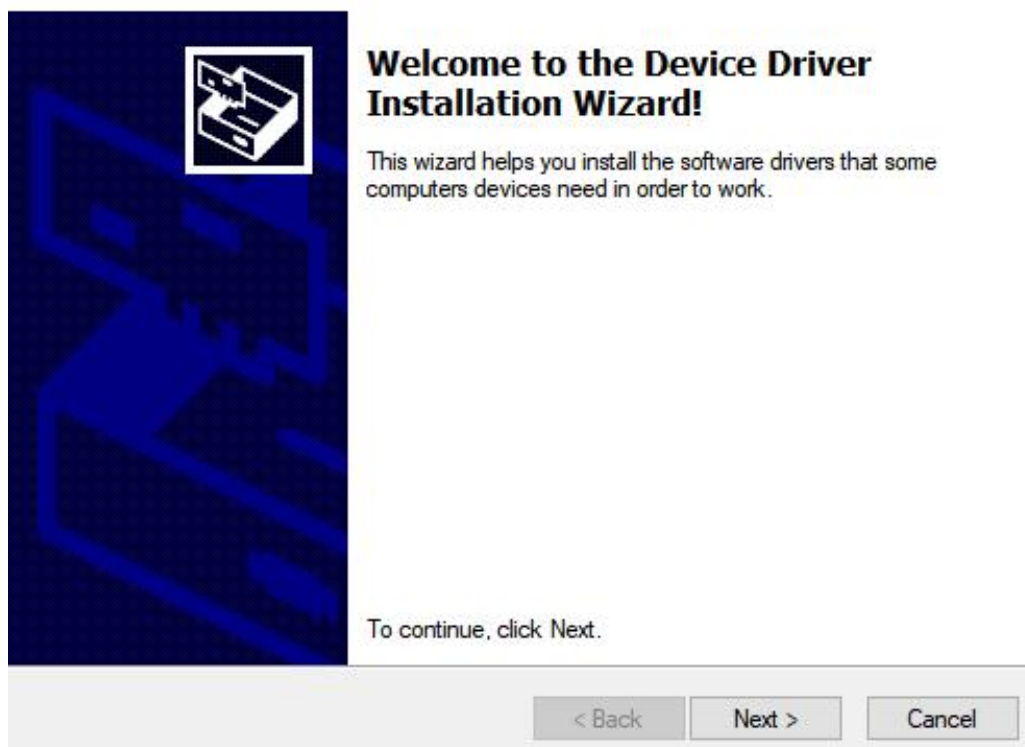 Welcome to the Device Driver
Installation Wizard!
This wizard helps you install the software drivers that some
computers devices need in order to work.
To continue, click Next.
< Back
Next >
Cancel